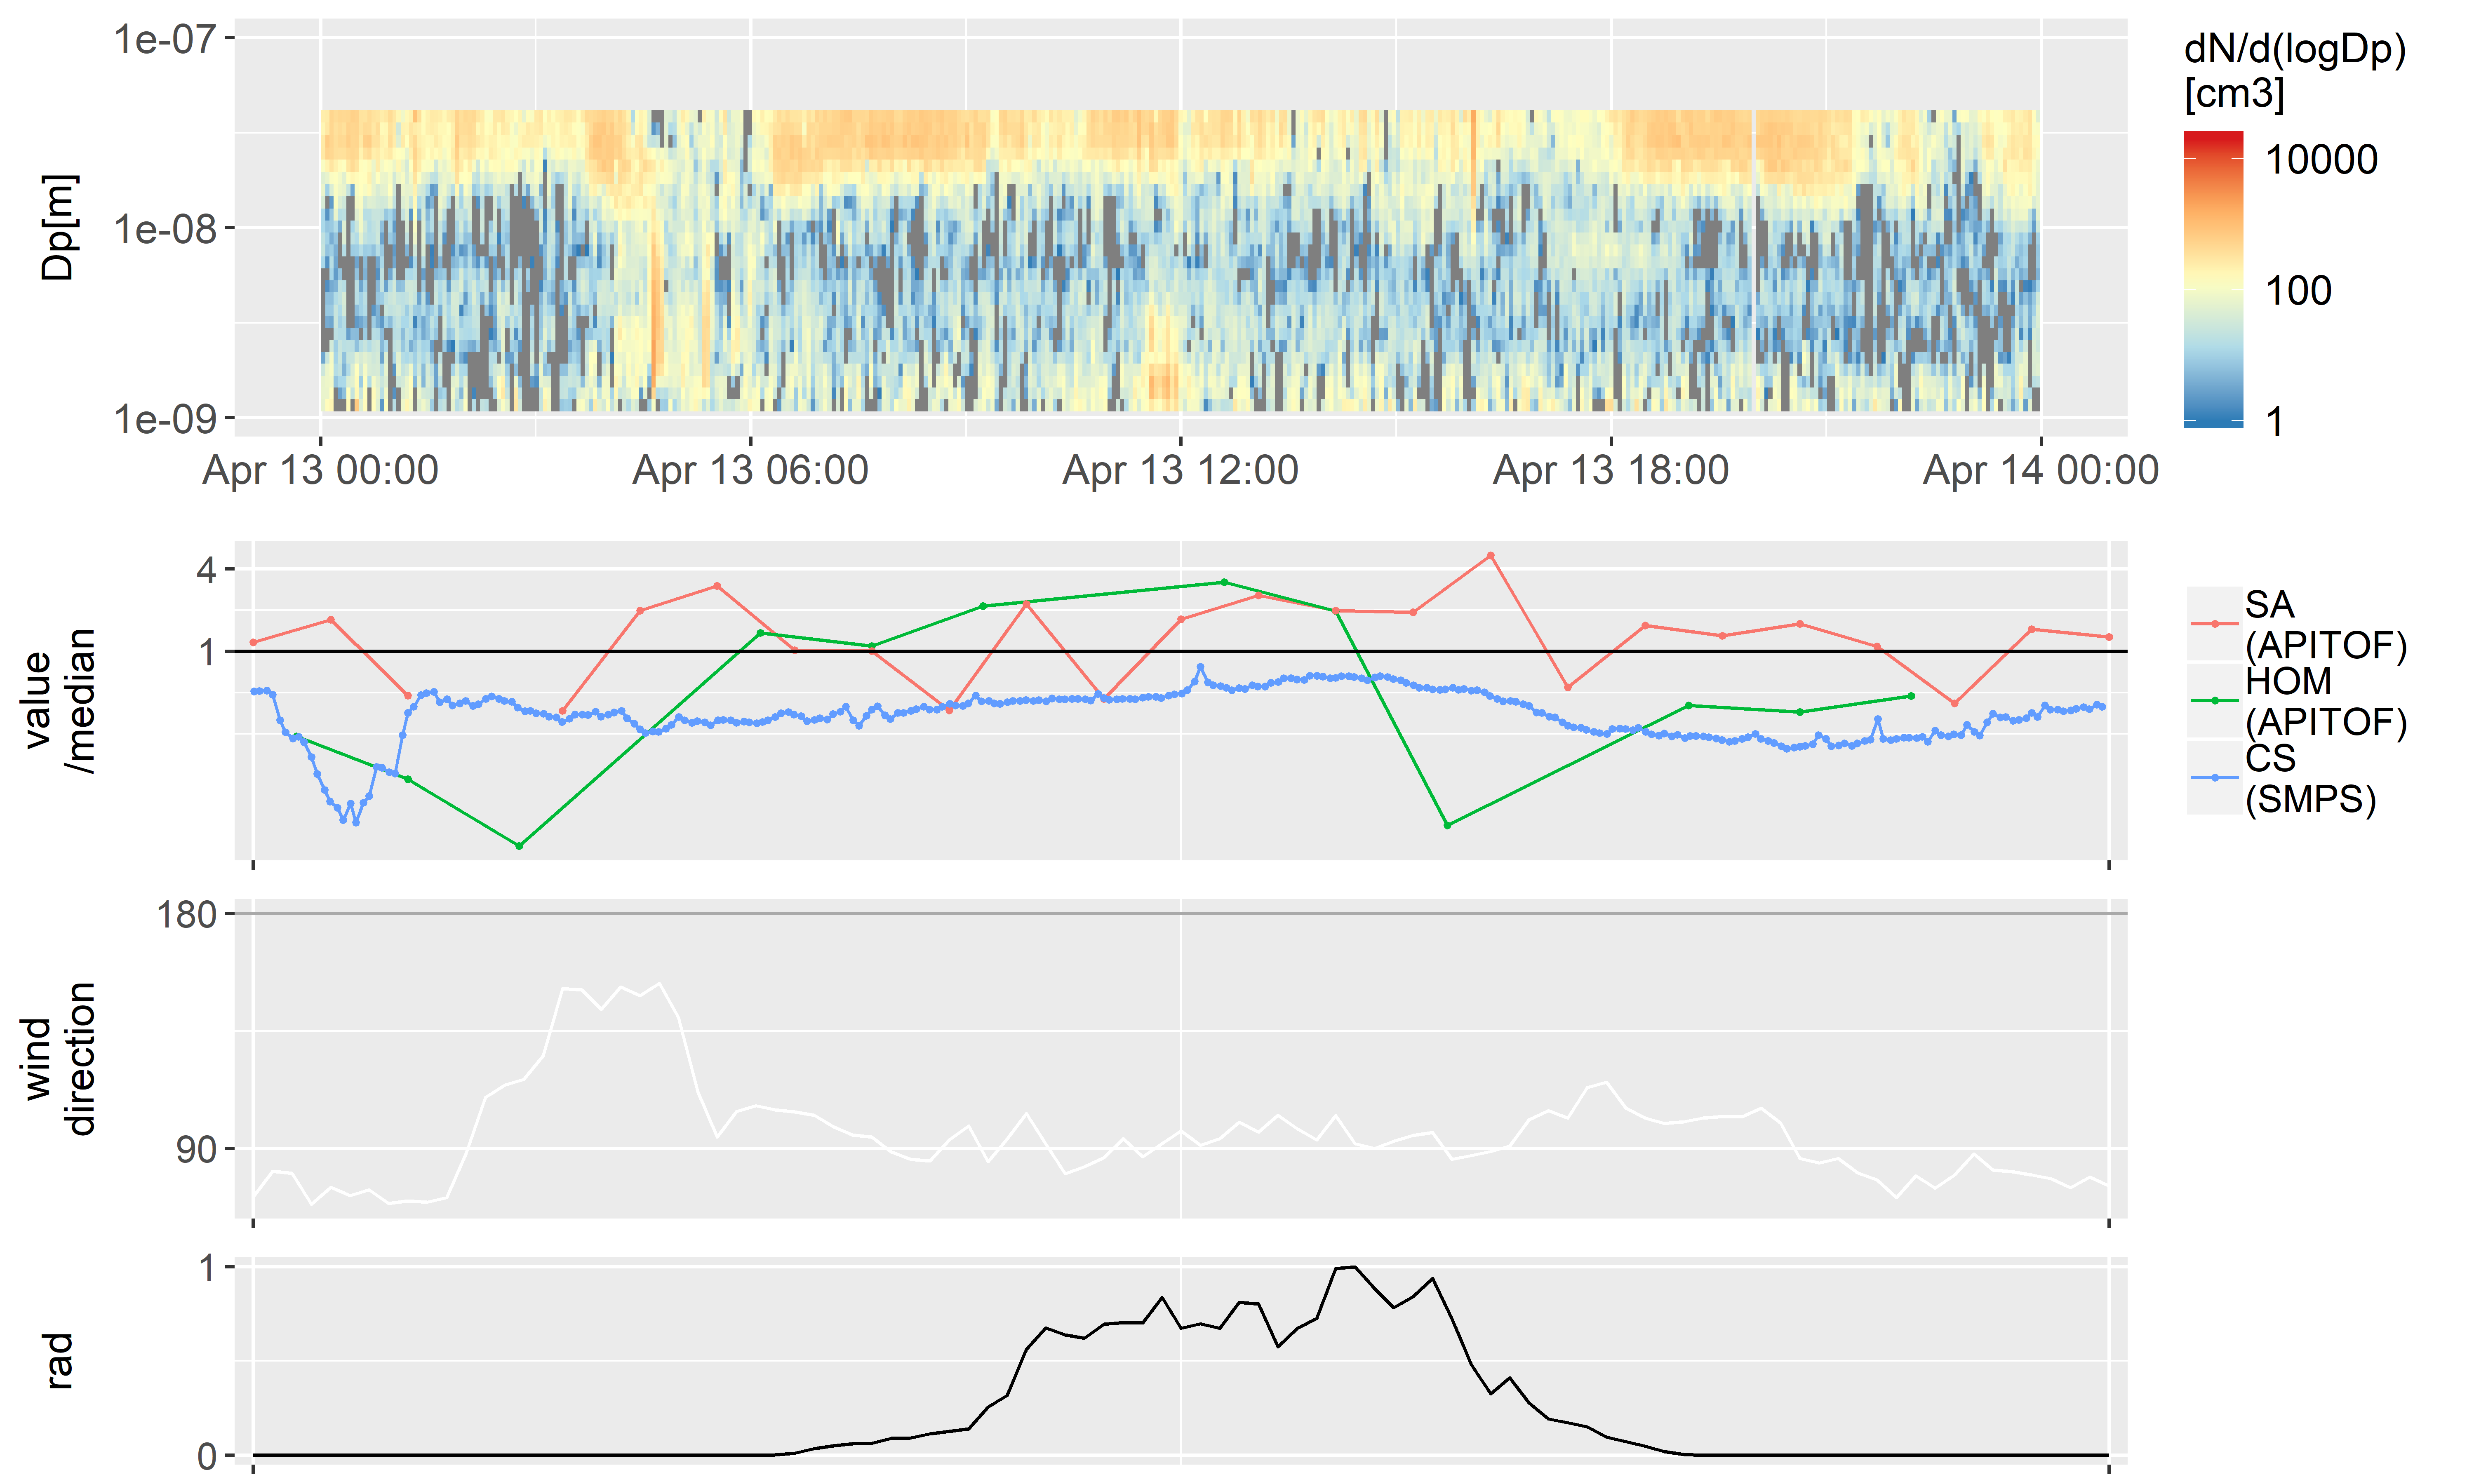 1e-07
1e-08
1e-09
Dp[m]
Apr 13 00:00
Apr 13 06:00
Apr 13 12:00
Apr 13 18:00
Apr 14 00:00
dN/d(logDp)
[cm3]
10000
100
1
4
1
value
/median
SA
(APITOF)
HOM
(APITOF)
CS
(SMPS)
180
90
wind
direction
1
0
rad